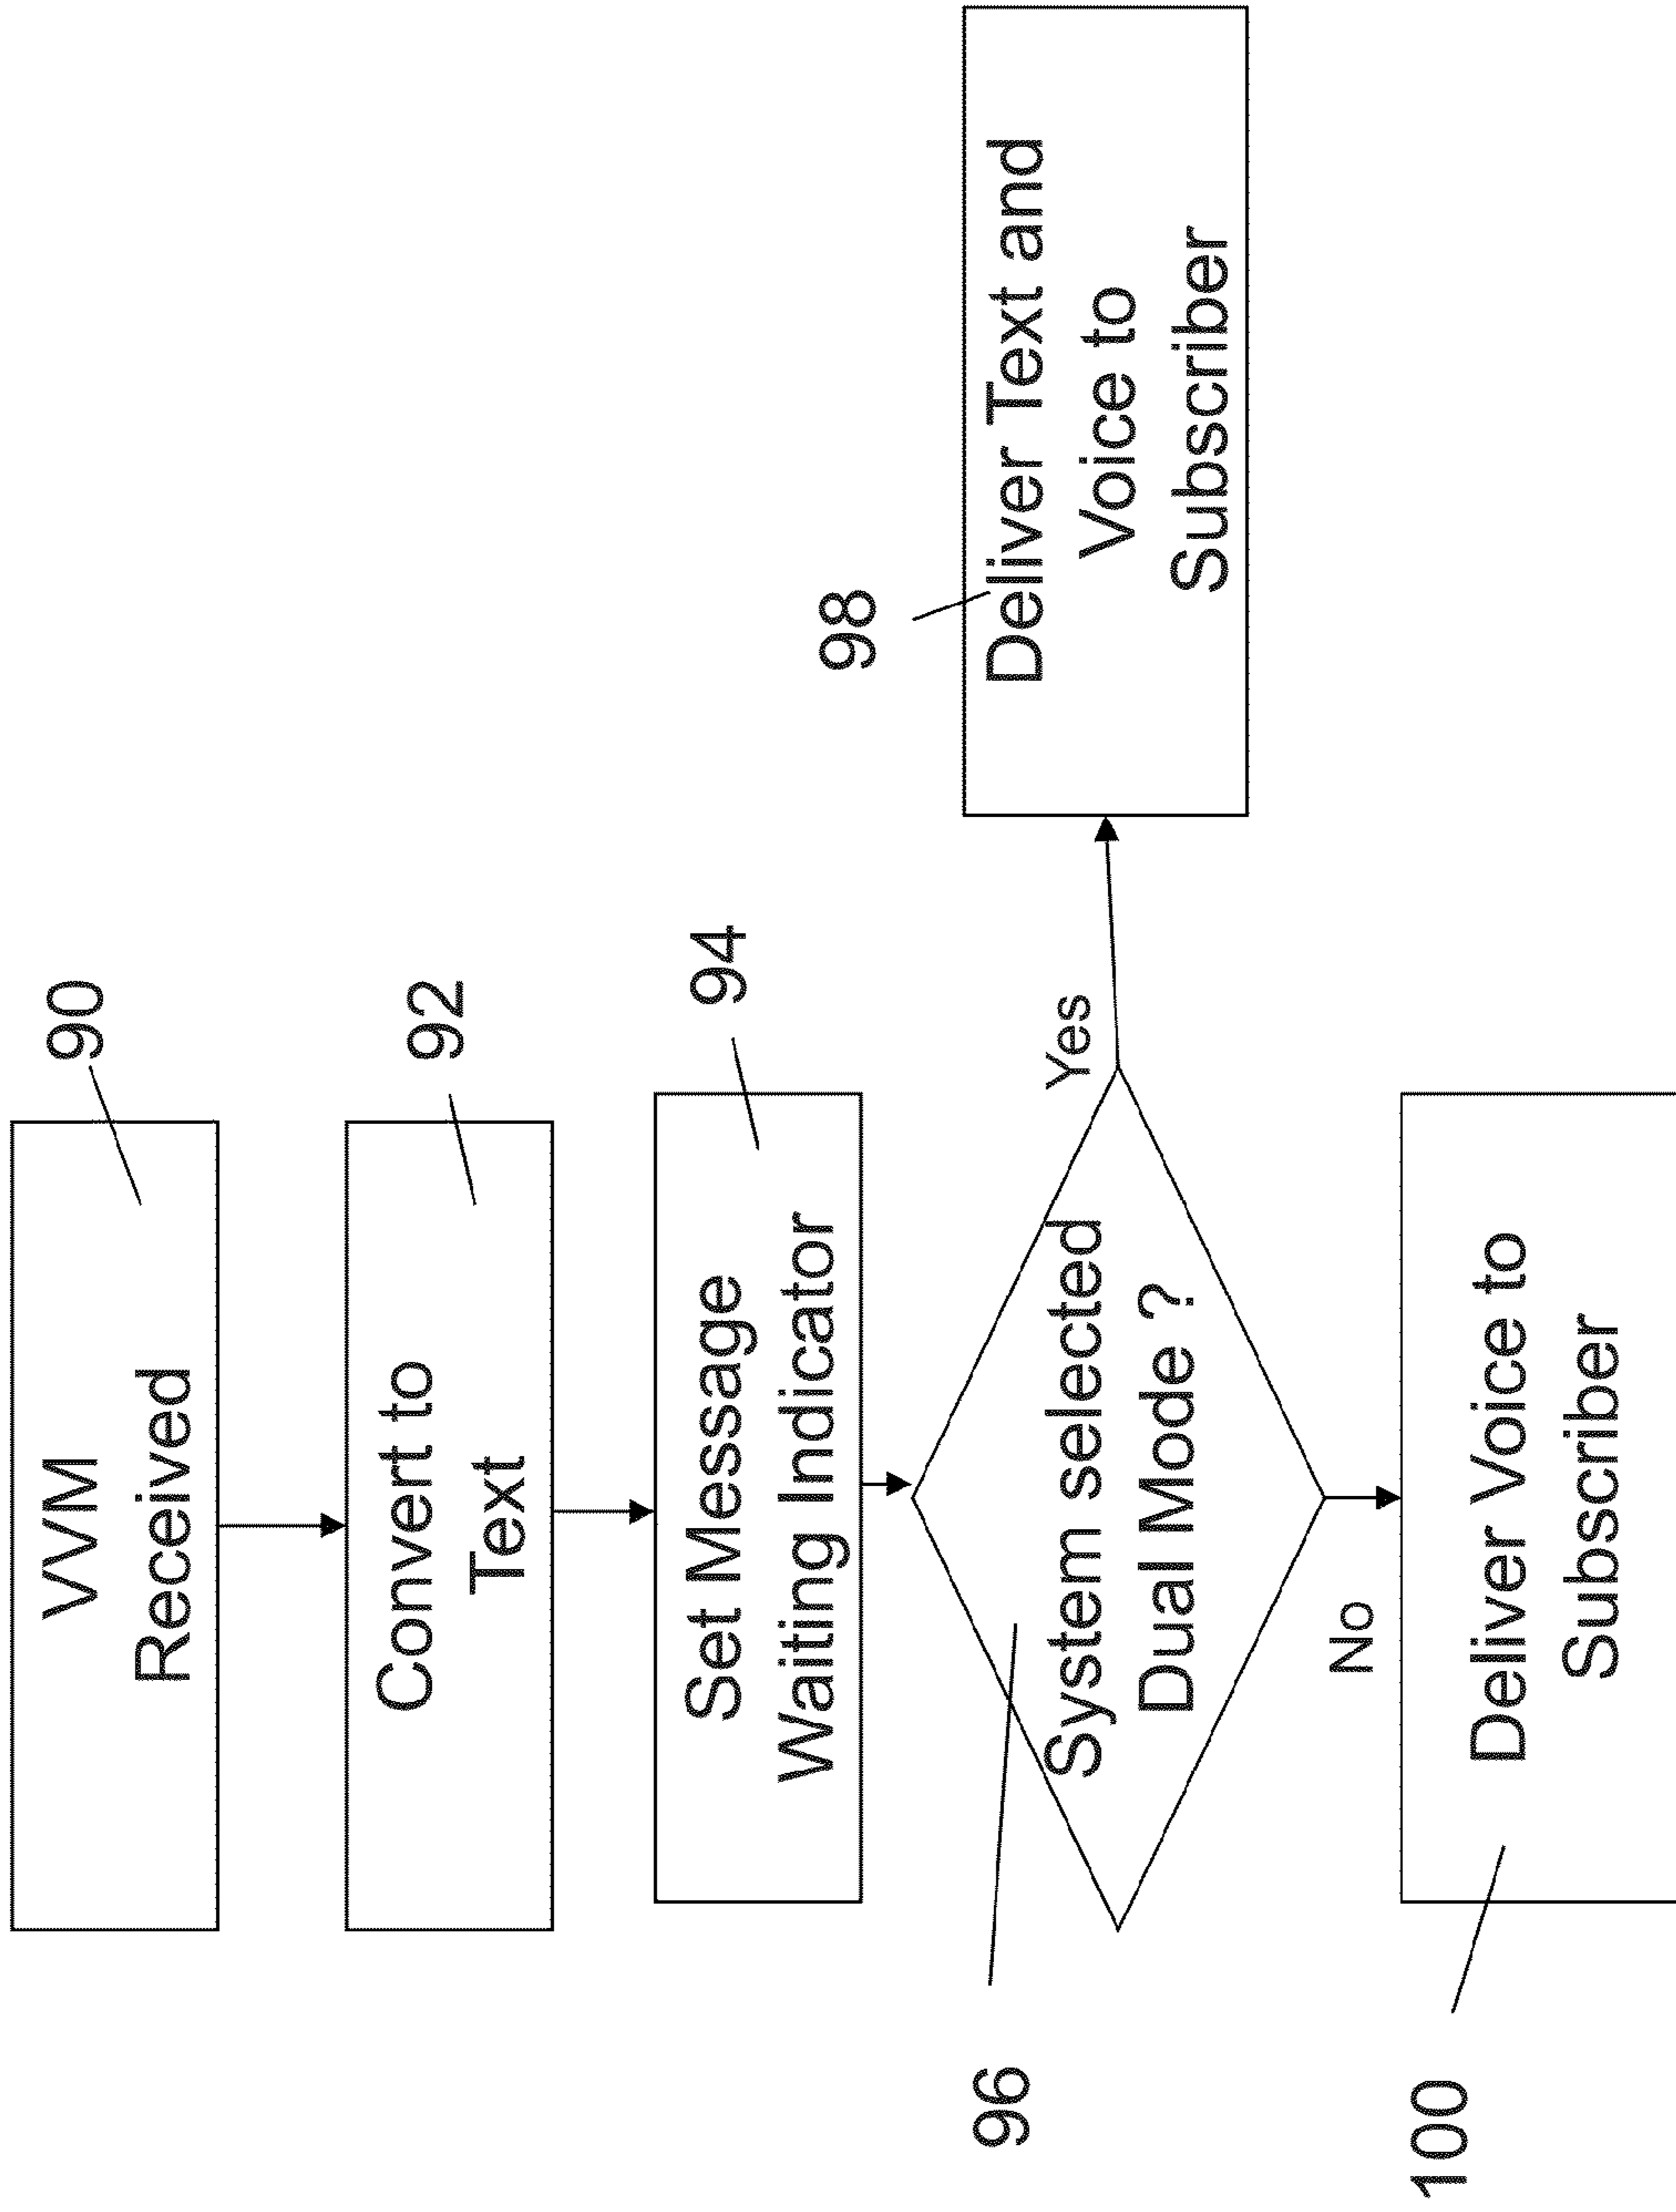 VVM
Received
90
Convert to
Text
92
Set Message
Waiting Indicator
94
System selected
Dual Mode ?
96
Yes
Deliver Text and
Voice to
Subscriber
98
No
Deliver Voice to
Subscriber
100